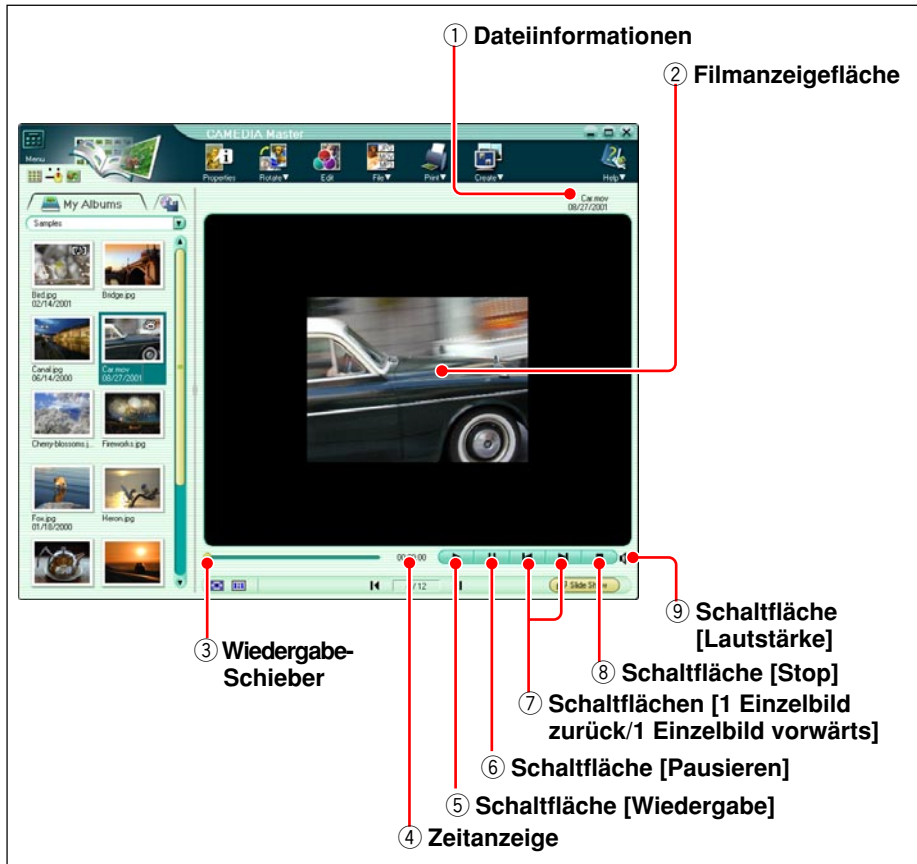 ① Dateiinformationen
② Filmanzeigefläche
CAMEDIA Master
Menu
Properties Rotate▼ Edit File▼ Print▼ Create▼ Help▼
My Albums
Car.mov
08/27/2001
Samples
Bird.jpg
02/14/2001
Bridge.jpg
Canal.jpg
06/14/2000
Car.mov
08/27/2001
Cherry-blossoms.j...
Fireworks.jpg
Fox.jpg
01/18/2000
Heron.jpg
/12
Slide Show
③ Wiedergabe-
Schieber
⑨ Schaltfläche
[Lautstärke]
⑧ Schaltfläche [Stop]
⑦ Schaltflächen [1 Einzelbild
zurück/1 Einzelbild vorwärts]
⑥ Schaltfläche [Pausieren]
⑤ Schaltfläche [Wiedergabe]
④ Zeitanzeige